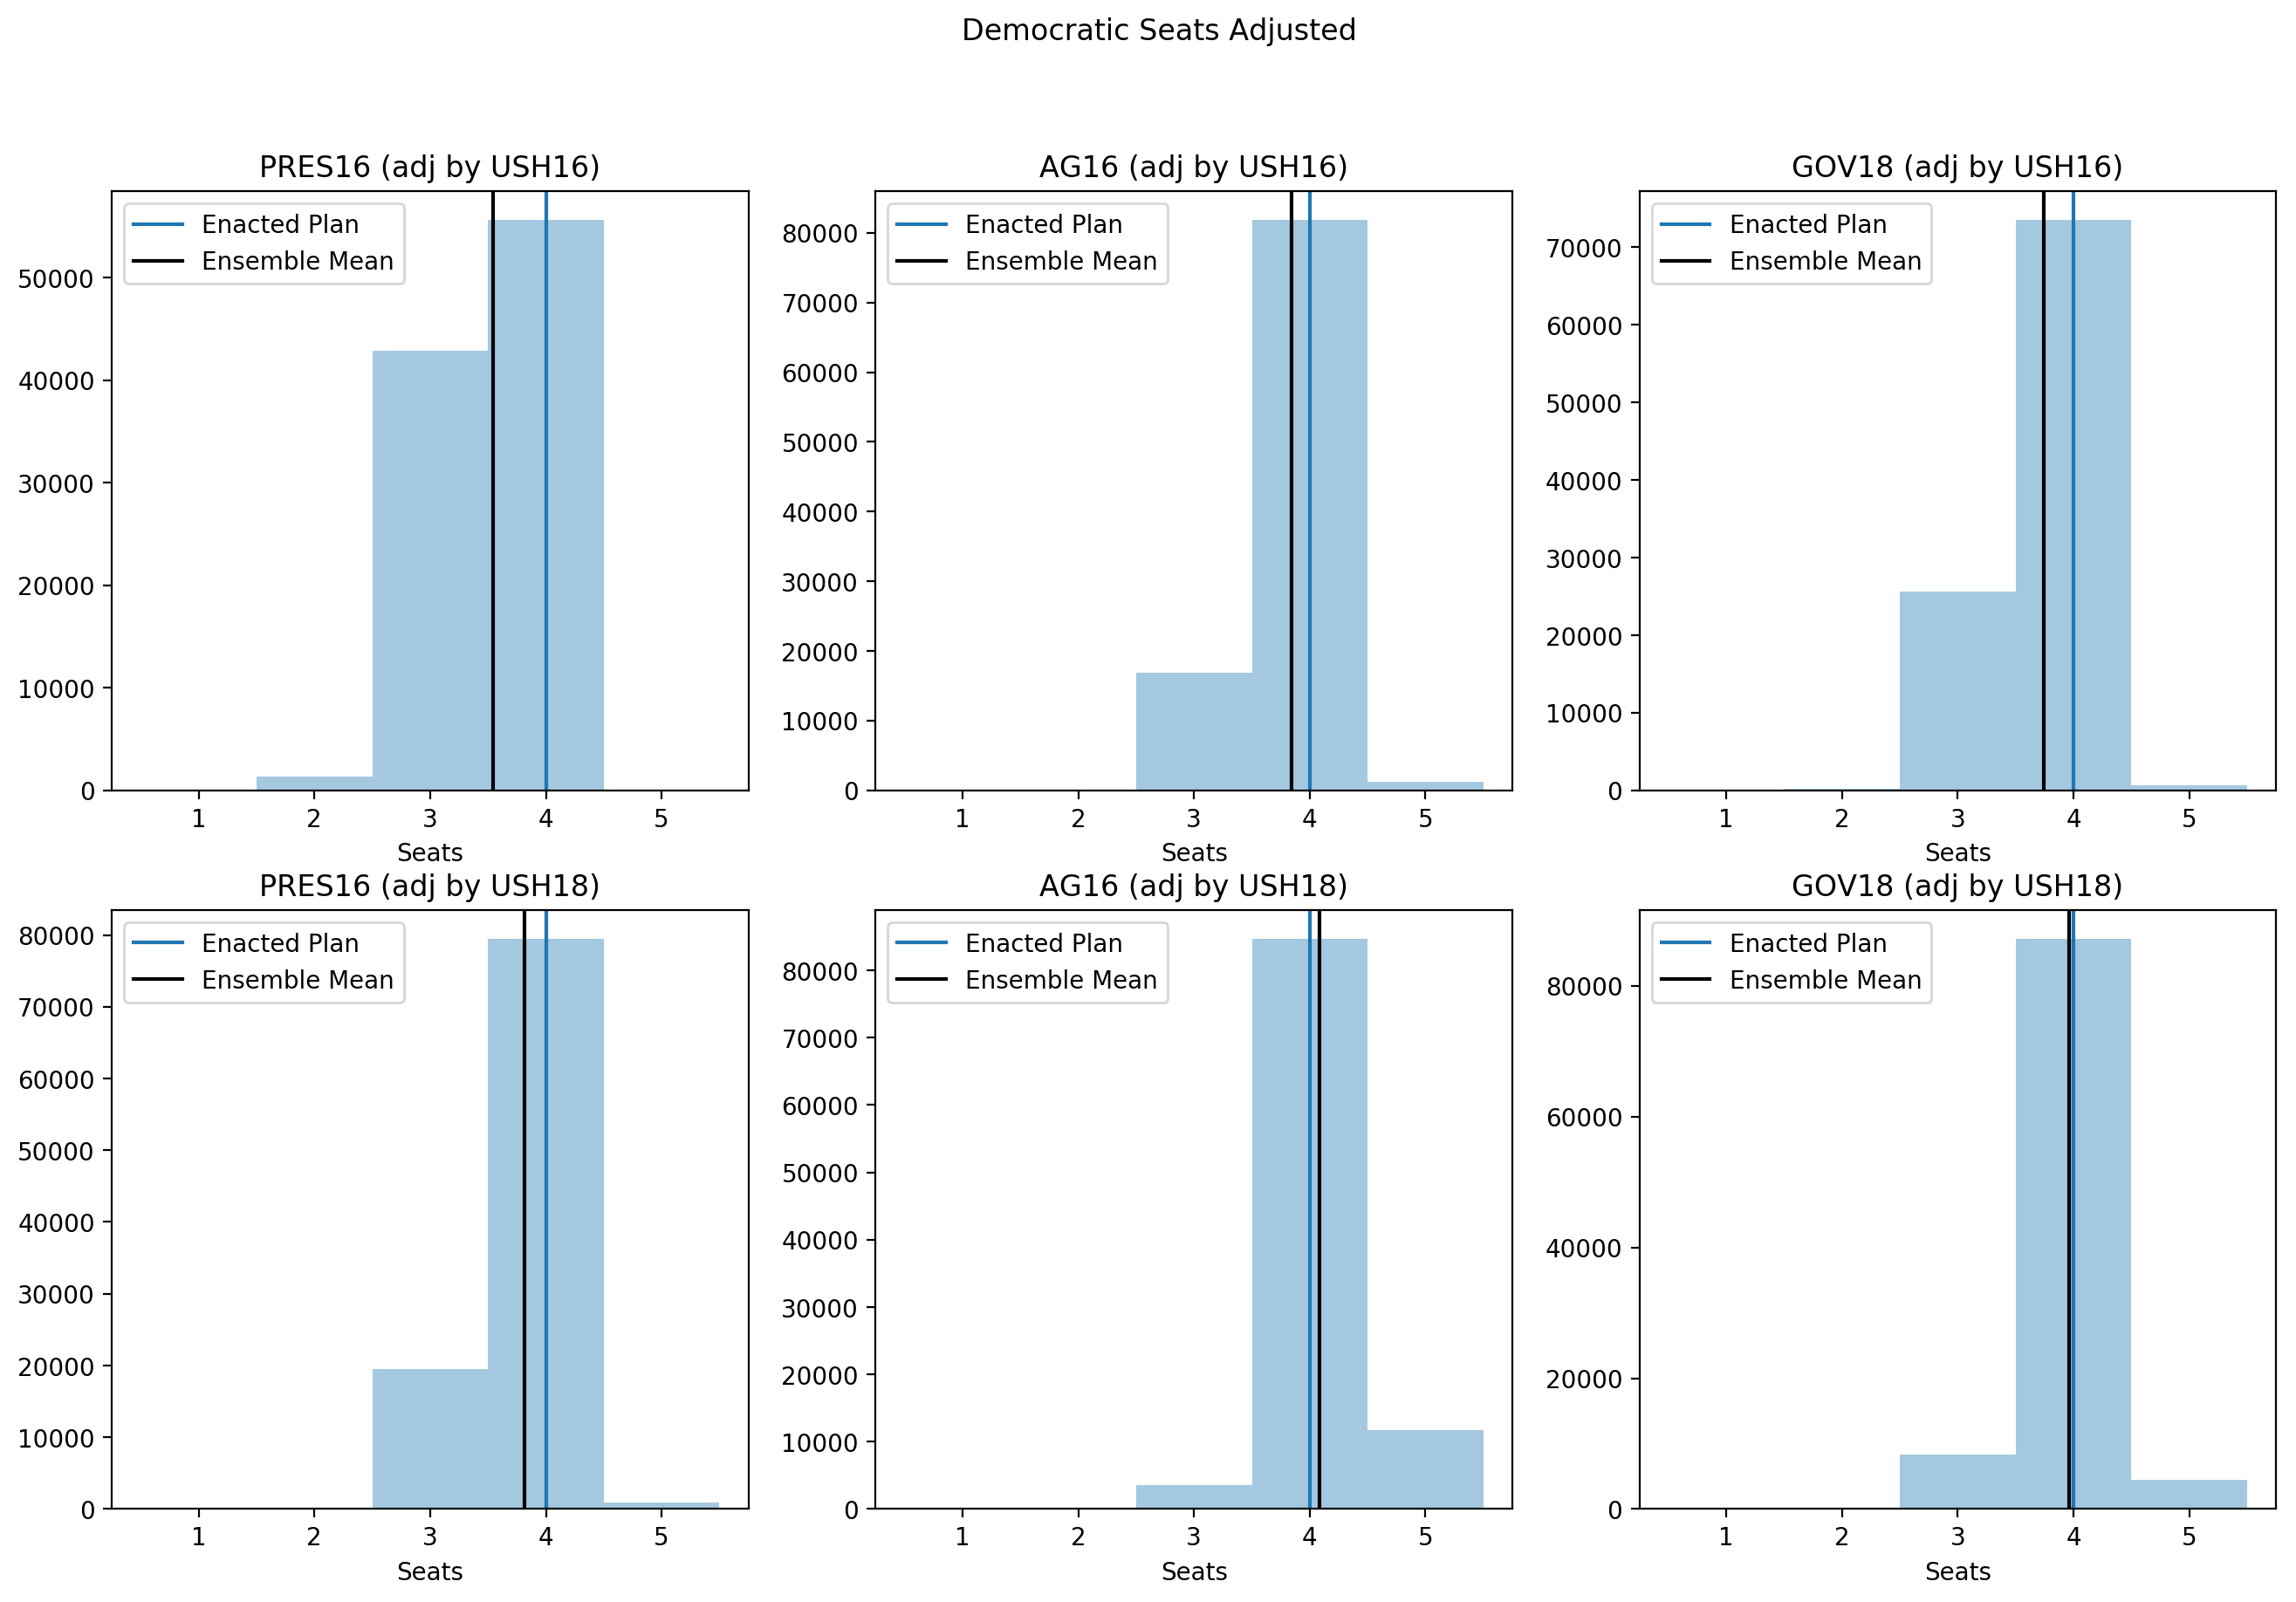 Democratic Seats Adjusted
PRES16 (adj by USH16)
Enacted Plan
Ensemble Mean
50000
40000
30000
20000
10000
0
1 2 3 4 5
Seats
AG16 (adj by USH16)
Enacted Plan
Ensemble Mean
80000
70000
60000
50000
40000
30000
20000
10000
0
1 2 3 4 5
Seats
GOV18 (adj by USH16)
Enacted Plan
Ensemble Mean
70000
60000
50000
40000
30000
20000
10000
0
1 2 3 4 5
Seats
PRES16 (adj by USH18)
Enacted Plan
Ensemble Mean
80000
70000
60000
50000
40000
30000
20000
10000
0
1 2 3 4 5
Seats
AG16 (adj by USH18)
Enacted Plan
Ensemble Mean
80000
70000
60000
50000
40000
30000
20000
10000
0
1 2 3 4 5
Seats
GOV18 (adj by USH18)
Enacted Plan
Ensemble Mean
80000
60000
40000
20000
0
1 2 3 4 5
Seats